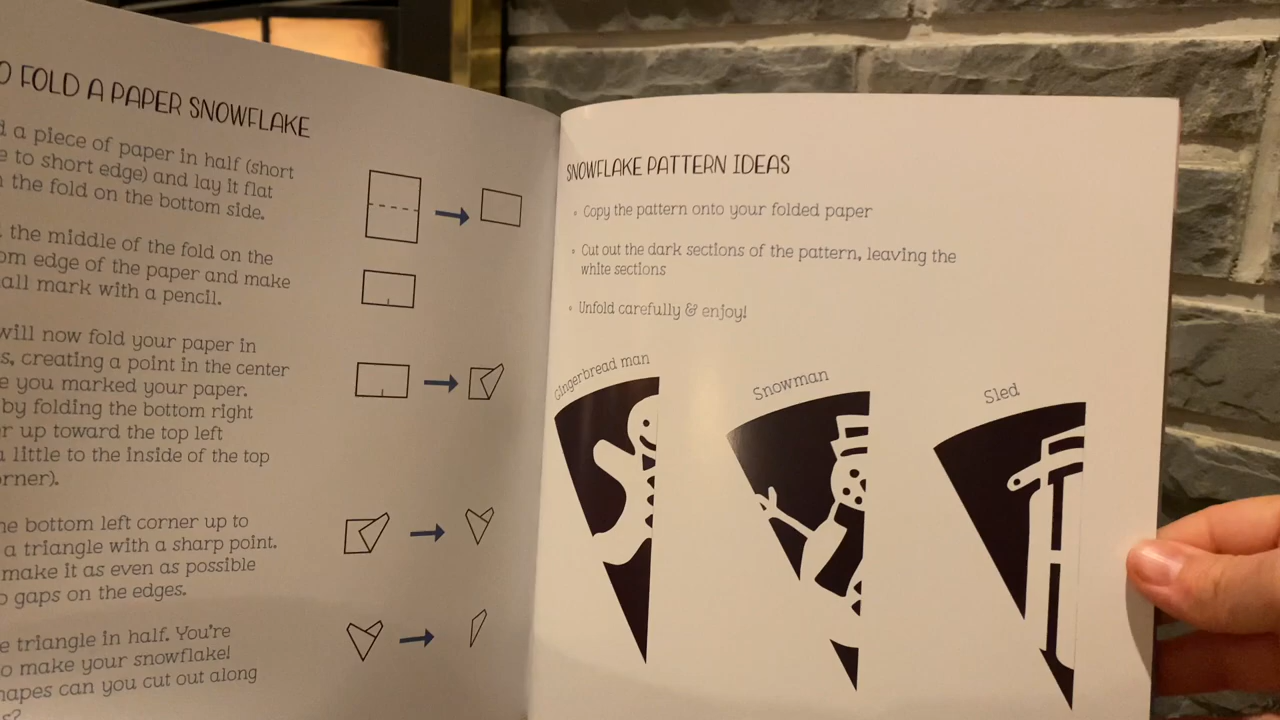 FOLD A PAPER SNOWFLAKE
a piece of paper in half (short
to short edge) and lay it flat
the fold on the bottom side.
the middle of the fold on the
edge of the paper and make
mark with a pencil.
will now fold your paper in
creating a point in the center
you marked your paper.
by folding the bottom right
up toward the top left
little to the inside of the top
bottom left corner up to
a triangle with a sharp point.
make it as even as possible
gaps on the edges.
triangle in half. You're
to make your snowflake!
can you cut out along
SNOWFLAKE PATTERN IDEAS
• Copy the pattern onto your folded paper
• Cut out the dark sections of the pattern, leaving the
white sections
• Unfold carefully & enjoy!
Gingerbread man
Snowman
Sled